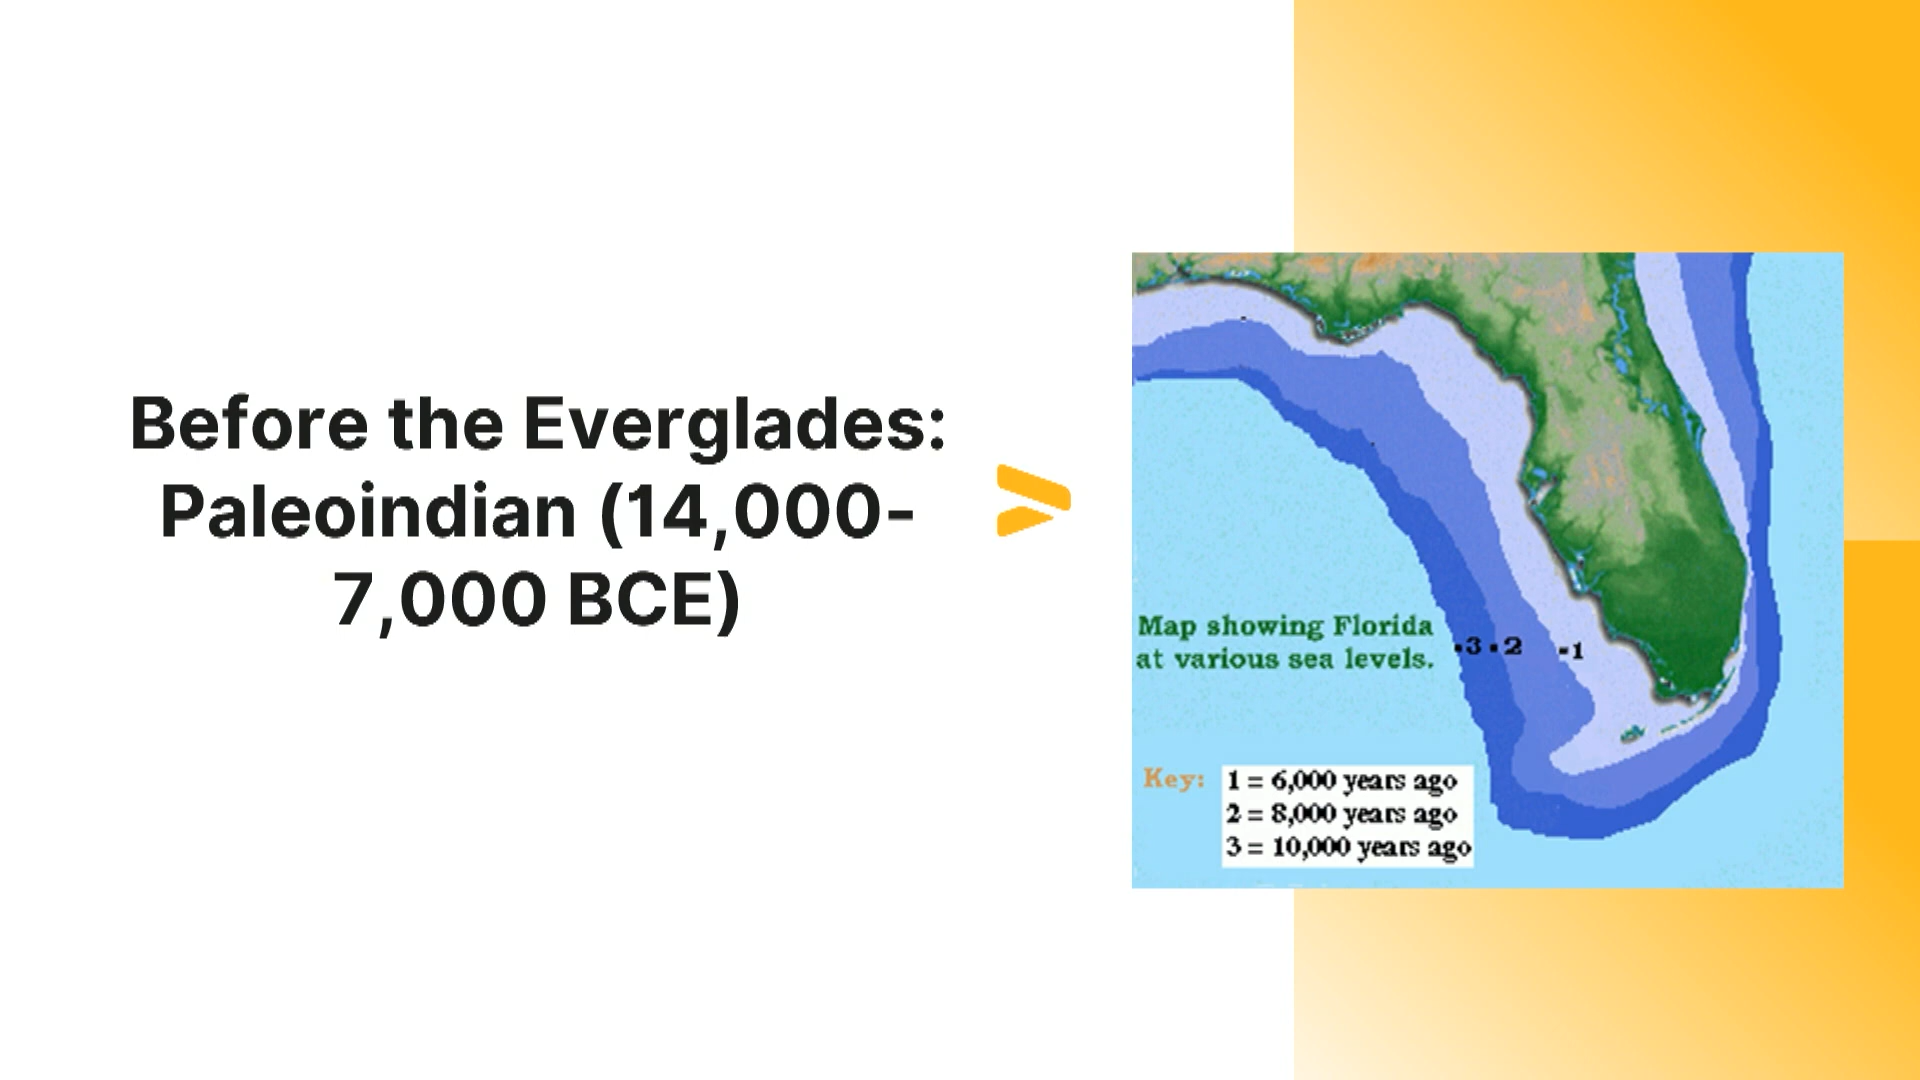 Before the Everglades:
Paleoindian (14,000-
7,000 BCE)
Map showing Florida
at various sea levels.
3 2 1
Key: 1 = 6,000 years ago
2 = 8,000 years ago
3 = 10,000 years ago